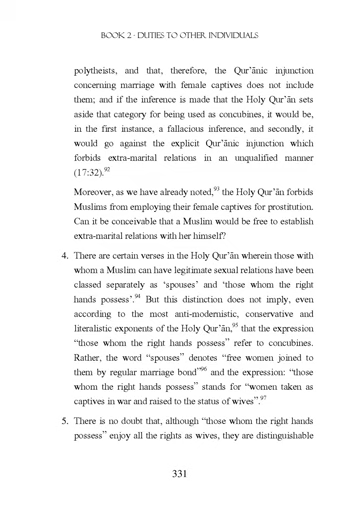 BOOK 2 - DUTIES TO OTHER INDIVIDUALS
polytheists, and that, therefore, the Qur’ānic injunction
concerning marriage with female captives does not include
them; and if the inference is made that the Holy Qur’ān sets
aside that category for being used as concubines, it would be,
in the first instance, a fallacious inference, and secondly, it
would go against the explicit Qur’ānic injunction which
forbids extra-marital relations in an unqualified manner
(17:32).92
Moreover, as we have already noted,93 the Holy Qur’ān forbids
Muslims from employing their female captives for prostitution.
Can it be conceivable that a Muslim would be free to establish
extra-marital relations with her himself?
4. There are certain verses in the Holy Qur’ān wherein those with
whom a Muslim can have legitimate sexual relations have been
classed separately as ‘spouses’ and ‘those whom the right
hands possess’.94 But this distinction does not imply, even
according to the most anti-modernistic, conservative and
literalistic exponents of the Holy Qur’ān,95 that the expression
“those whom the right hands possess” refer to concubines.
Rather, the word “spouses” denotes “free women joined to
them by regular marriage bond”96 and the expression: “those
whom the right hands possess” stands for “women taken as
captives in war and raised to the status of wives”.97
5. There is no doubt that, although “those whom the right hands
possess” enjoy all the rights as wives, they are distinguishable
331